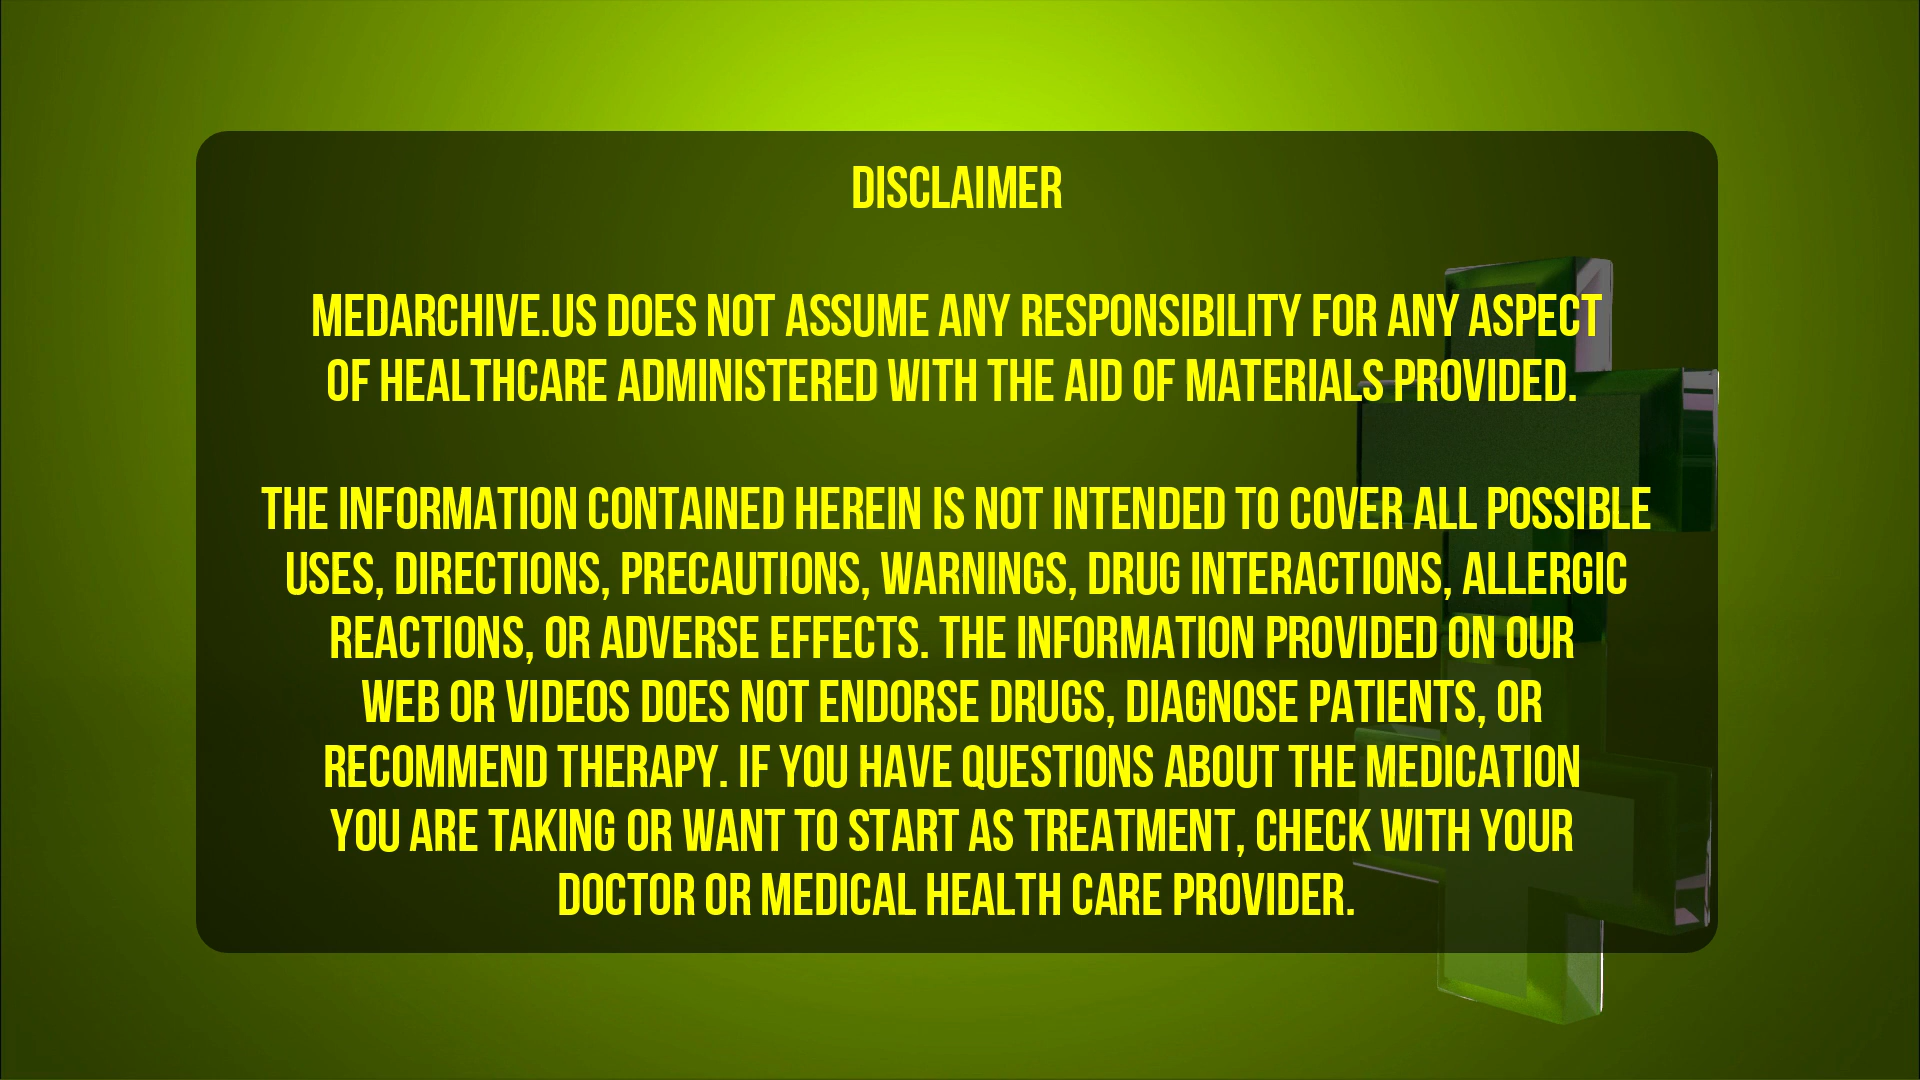 DISCLAIMER
MEDARCHIVE.US DOES NOT ASSUME ANY RESPONSIBILITY FOR ANY ASPECT
OF HEALTHCARE ADMINISTERED WITH THE AID OF MATERIALS PROVIDED.
THE INFORMATION CONTAINED HEREIN IS NOT INTENDED TO COVER ALL POSSIBLE
USES, DIRECTIONS, PRECAUTIONS, WARNINGS, DRUG INTERACTIONS, ALLERGIC
REACTIONS, OR ADVERSE EFFECTS. THE INFORMATION PROVIDED ON OUR
WEB OR VIDEOS DOES NOT ENDORSE DRUGS, DIAGNOSE PATIENTS, OR
RECOMMEND THERAPY. IF YOU HAVE QUESTIONS ABOUT THE MEDICATION
YOU ARE TAKING OR WANT TO START AS TREATMENT, CHECK WITH YOUR
DOCTOR OR MEDICAL HEALTH CARE PROVIDER.